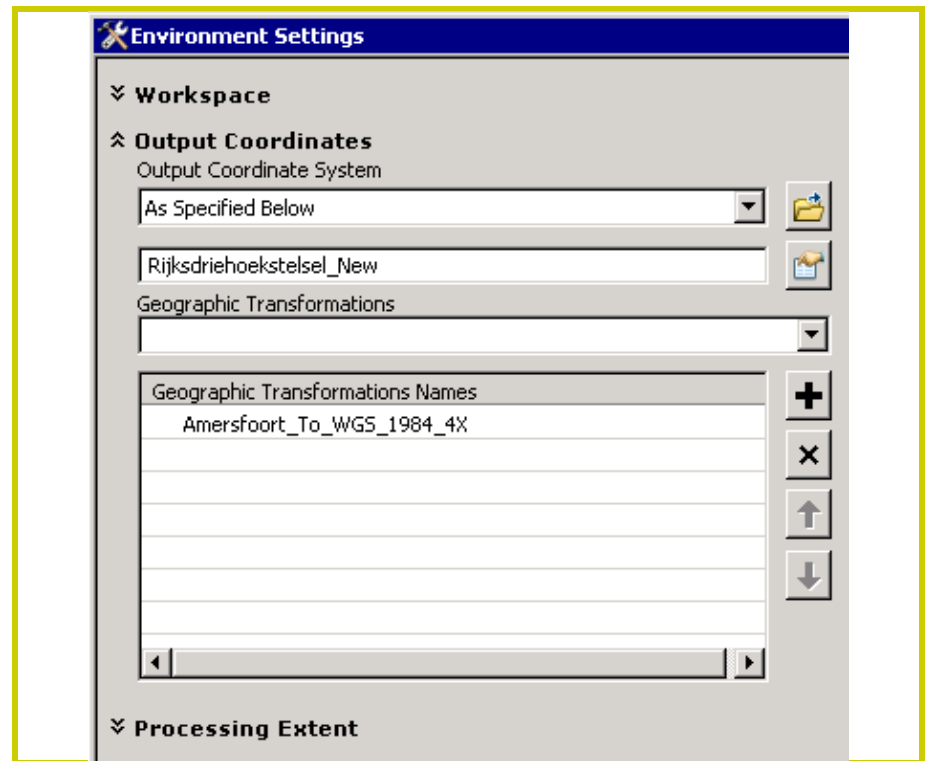 Environment Settings
Workspace
Output Coordinates
Output Coordinate System
As Specified Below
Rijksdriehoekstelsel_New
Geographic Transformations
Geographic Transformations Names
Amersfoort_To_WGS_1984_4X
Processing Extent